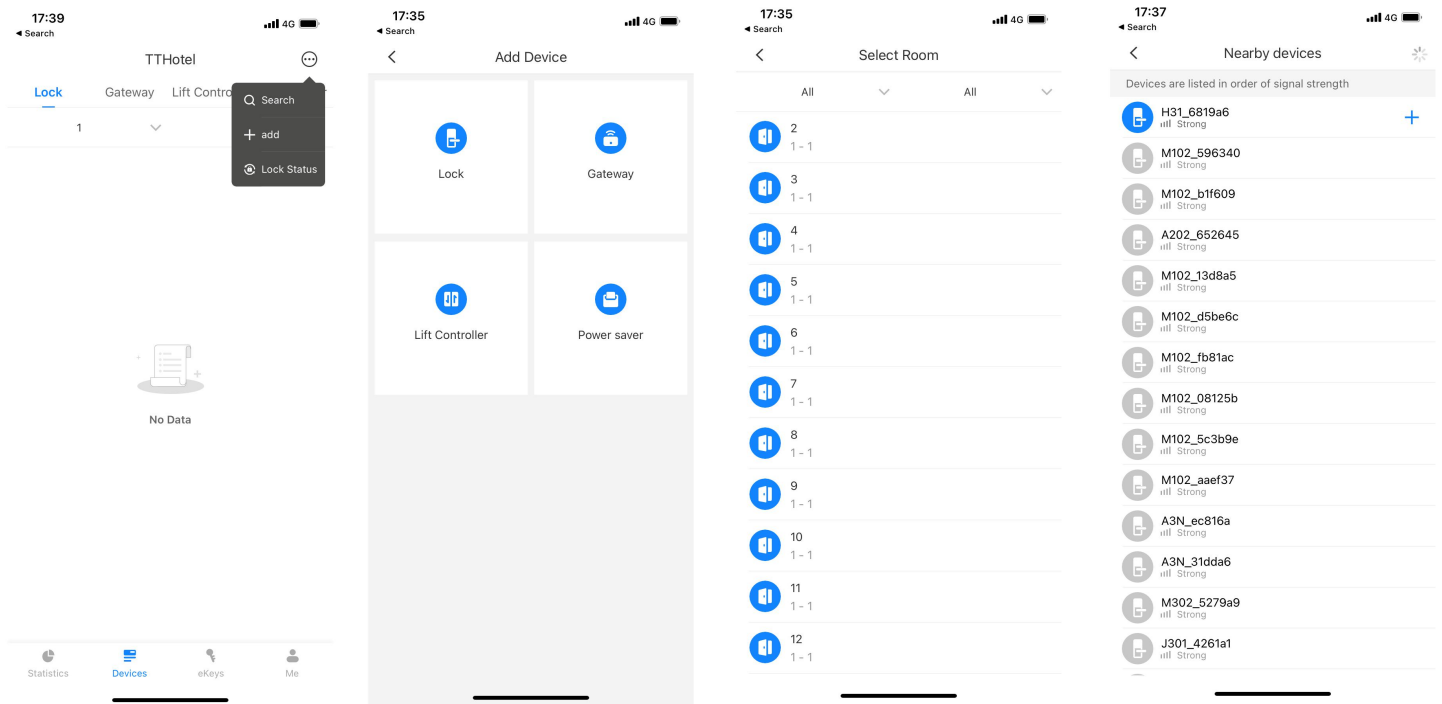 17:39
4G
◀ Search
TTHotel
Lock Gateway Lift Contro
Search
add
Lock Status
1
No Data
Statistics Devices eKeys Me
17:35
4G
◀ Search
Add Device
Lock Gateway
Lift Controller Power saver
17:35
4G
◀ Search
Select Room
All All
2
1 - 1
3
1 - 1
4
1 - 1
5
1 - 1
6
1 - 1
7
1 - 1
8
1 - 1
9
1 - 1
10
1 - 1
11
1 - 1
12
1 - 1
17:37
4G
◀ Search
Nearby devices
Devices are listed in order of signal strength
H31_6819a6
Strong
M102_596340
Strong
M102_b1f609
Strong
A202_652645
Strong
M102_13d8a5
Strong
M102_d5be6c
Strong
M102_fb81ac
Strong
M102_08125b
Strong
M102_5c3b9e
Strong
M102_aaef37
Strong
A3N_ec816a
Strong
A3N_31dda6
Strong
M302_5279a9
Strong
J301_4261a1
Strong